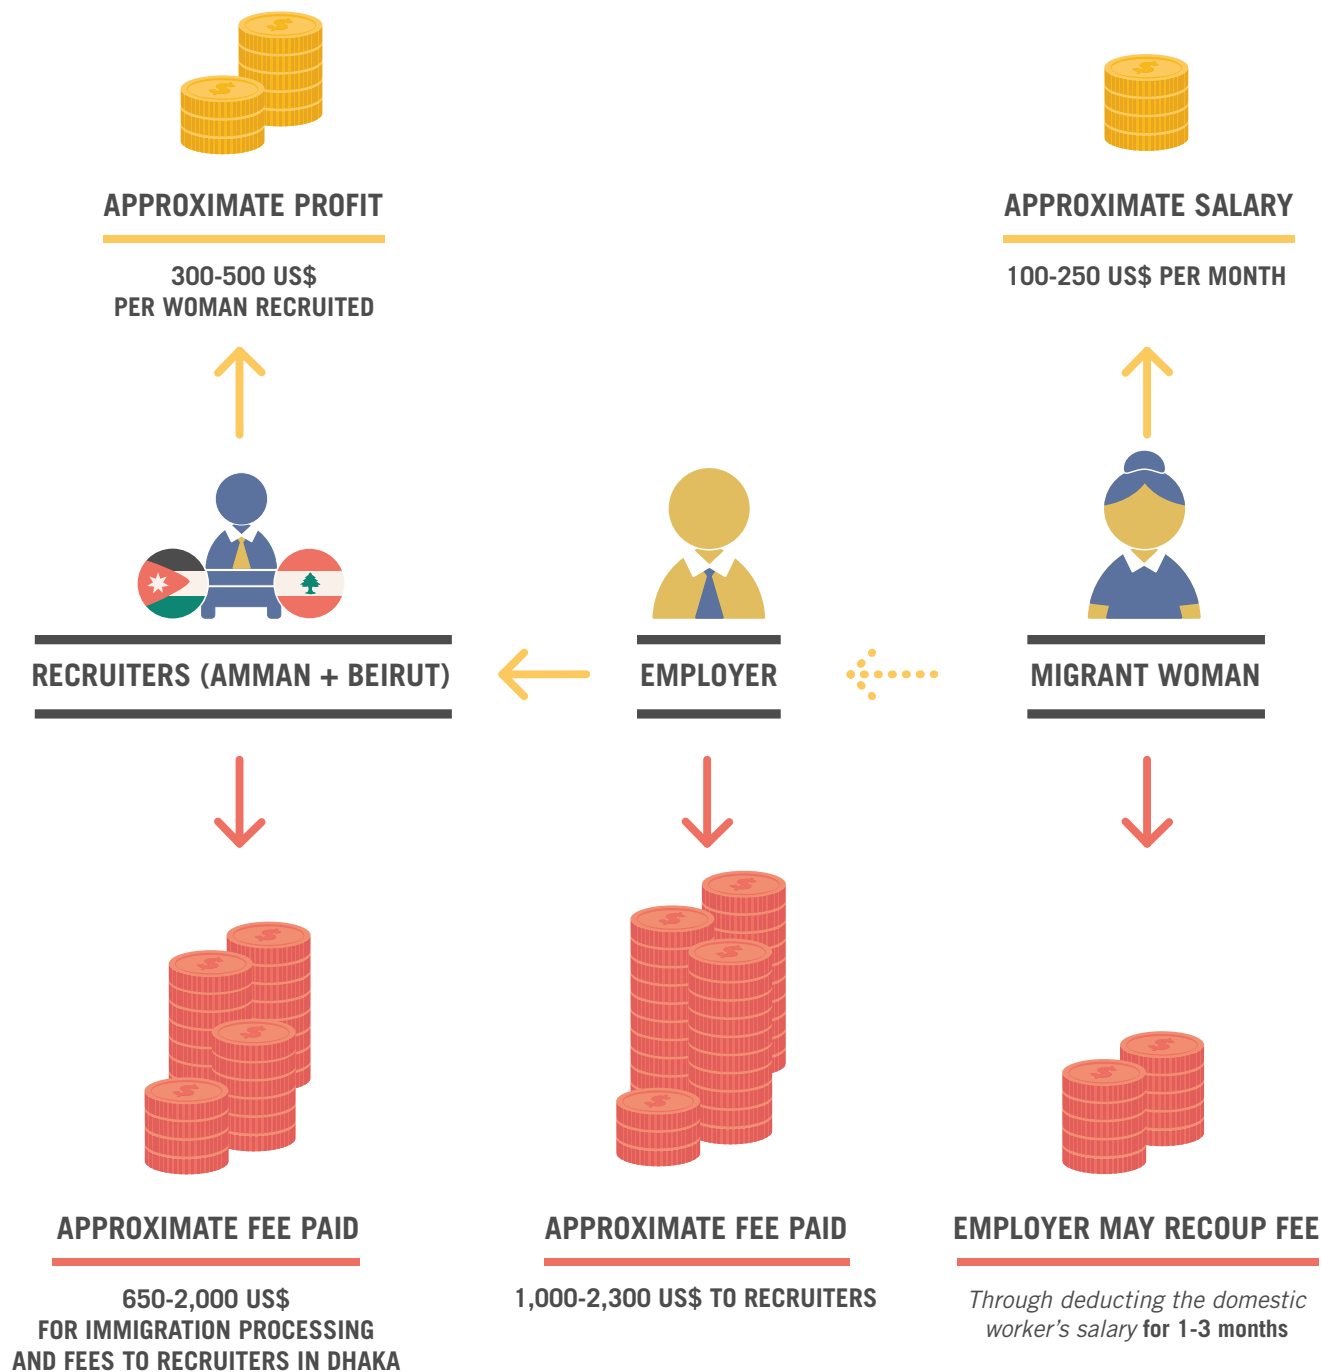 APPROXIMATE PROFIT
300-500 US$
PER WOMAN RECRUITED
APPROXIMATE SALARY
100-250 US$ PER MONTH
RECRUITERS (AMMAN + BEIRUT)
EMPLOYER
MIGRANT WOMAN
APPROXIMATE FEE PAID
650-2,000 US$
FOR IMMIGRATION PROCESSING
AND FEES TO RECRUITERS IN DHAKA
APPROXIMATE FEE PAID
1,000-2,300 US$ TO RECRUITERS
EMPLOYER MAY RECOUP FEE
Through deducting the domestic
worker's salary for 1-3 months